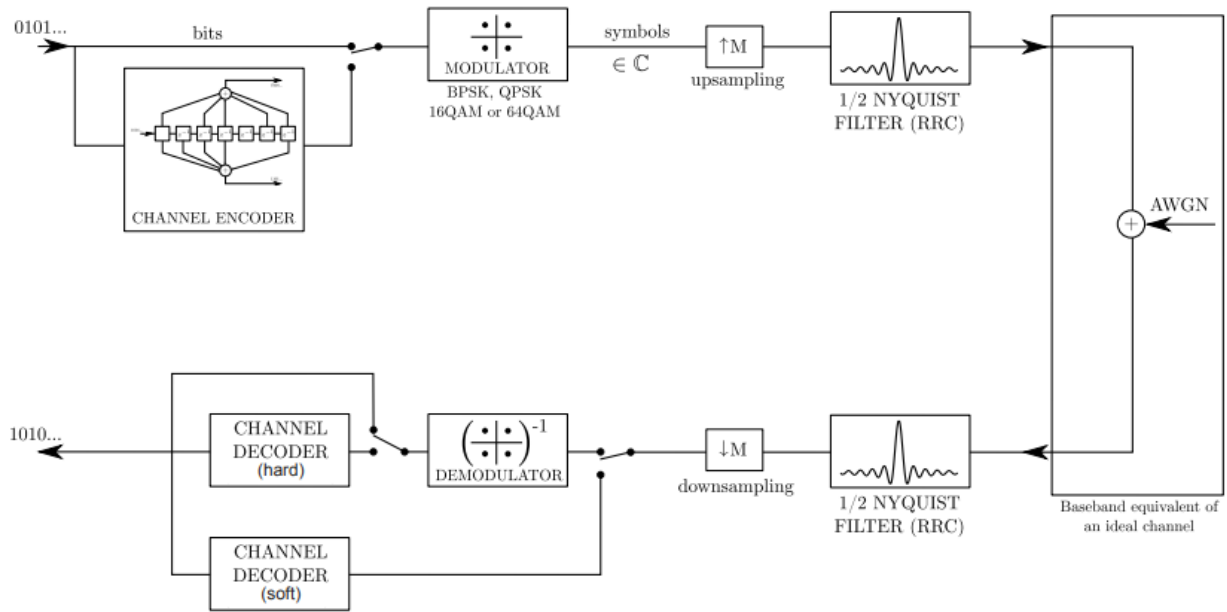 0101...
bits
CHANNEL ENCODER
MODULATOR
BPSK, QPSK
16QAM or 64QAM
symbols
∈ ℂ
↑M
upsampling
1/2 NYQUIST
FILTER (RRC)
AWGN
+
Baseband equivalent of
an ideal channel
1/2 NYQUIST
FILTER (RRC)
↓M
downsampling
-1
DEMODULATOR
CHANNEL
DECODER
(hard)
CHANNEL
DECODER
(soft)
1010...